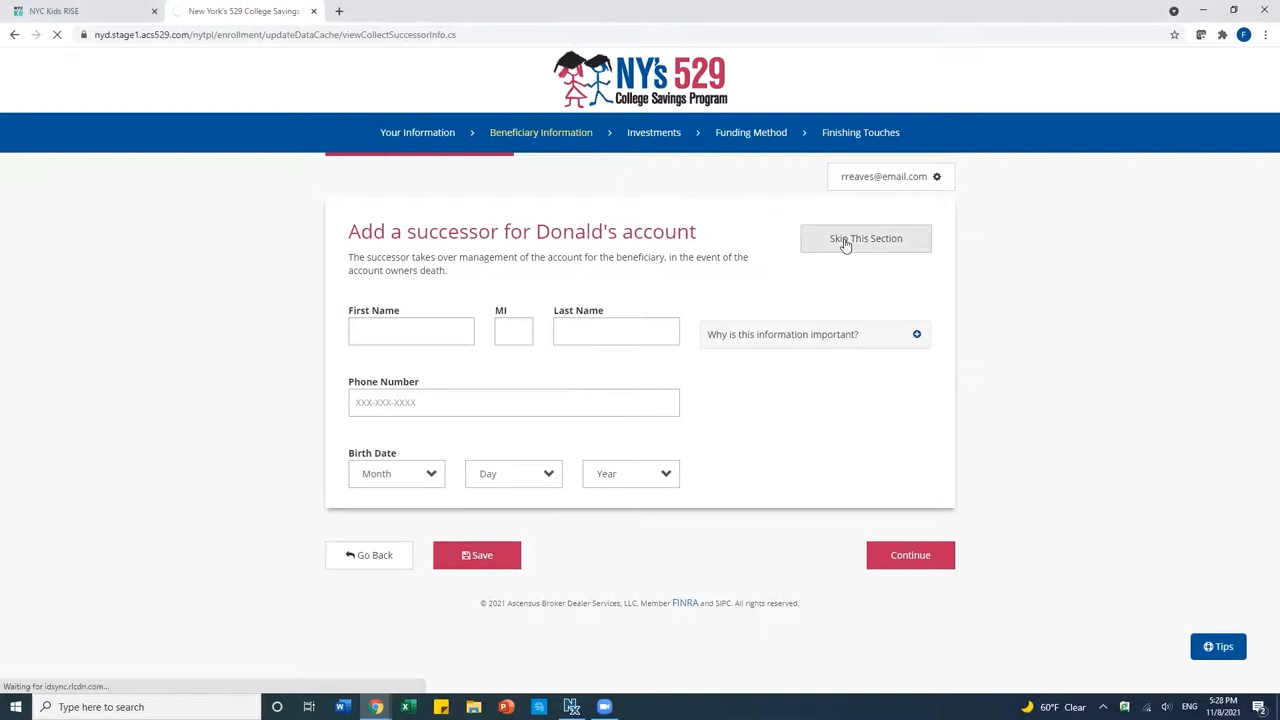 NYC Kids RISE
New York's 529 College Savings
nyd.stage1.acs529.com/nytpl/enrollment/updateDataCache/viewCollectSuccessorInfo.cs
F
NY's 529
College Savings Program
Your Information
Beneficiary Information
Investments
Funding Method
Finishing Touches
rreaves@email.com
Add a successor for Donald's account
Skip This Section
The successor takes over management of the account for the beneficiary, in the event of the
account owners death.
First Name
MI
Last Name
Why is this information important?
Phone Number
XXX-XXX-XXXX
Birth Date
Month
Day
Year
Go Back
Save
Continue
© 2021 Ascensus Broker Dealer Services, LLC. Member FINRA and SIPC. All rights reserved.
Tips
Waiting for idsync.rlcdn.com...
Type here to search
60°F Clear
ENG
5:28 PM
11/8/2021
2